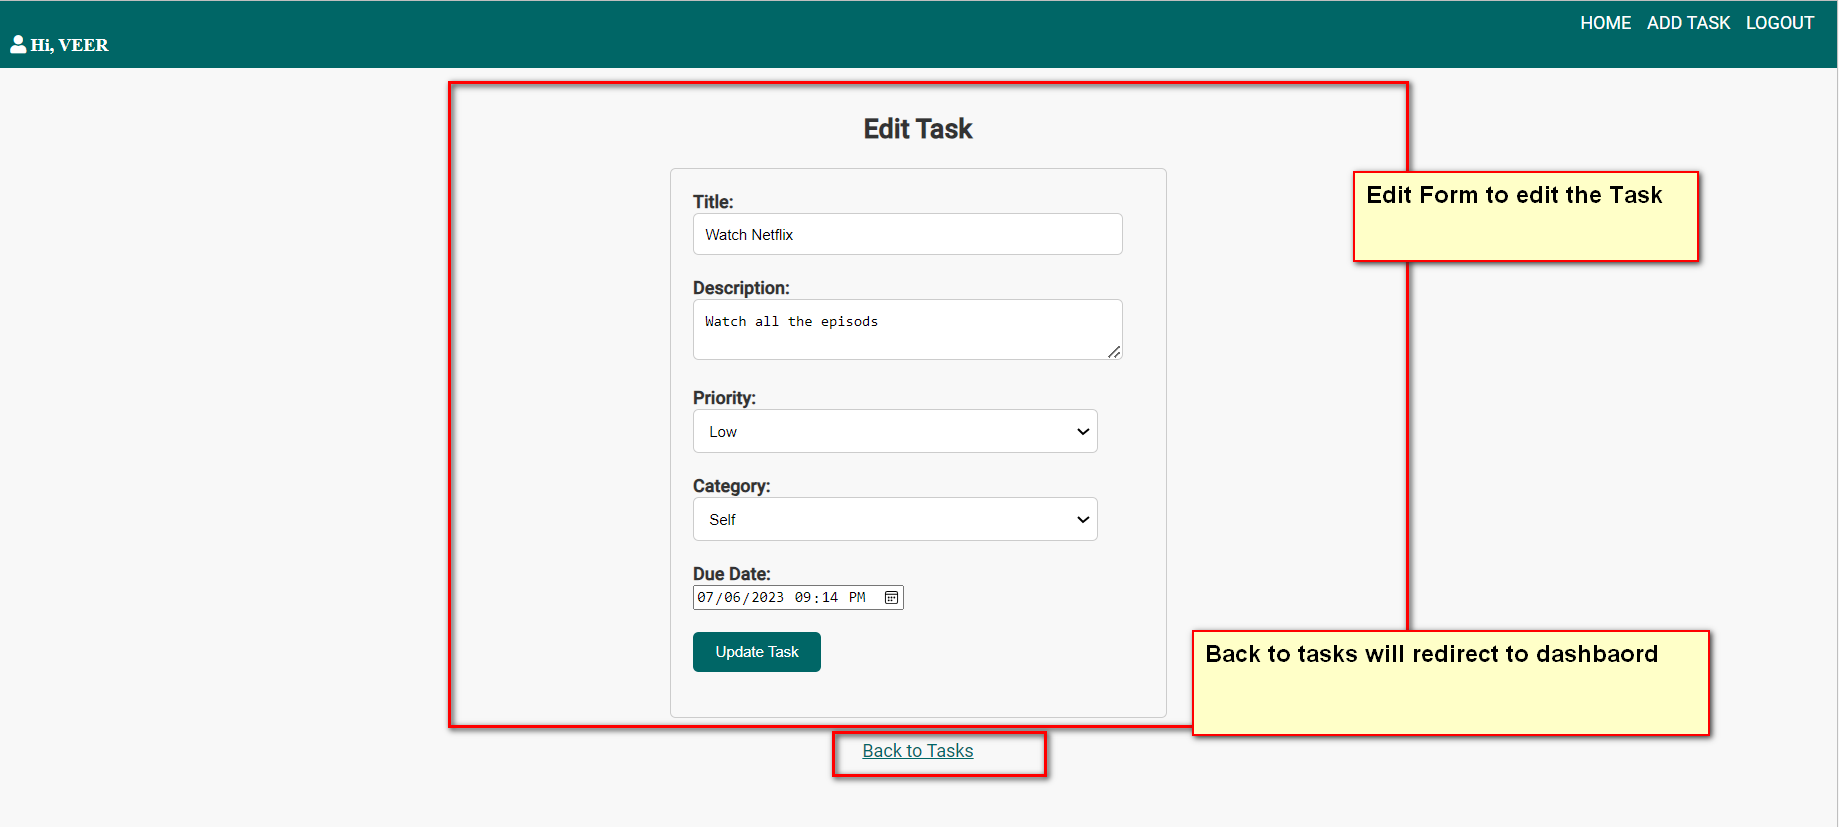 HOME ADD TASK LOGOUT
Hi, VEER
Edit Task
Edit Form to edit the Task
Title:
Watch Netflix
Description:
Watch all the episods
Priority:
Low
Category:
Self
Due Date:
07/06/2023 09:14 PM
Update Task
Back to tasks will redirect to dashbaord
Back to Tasks